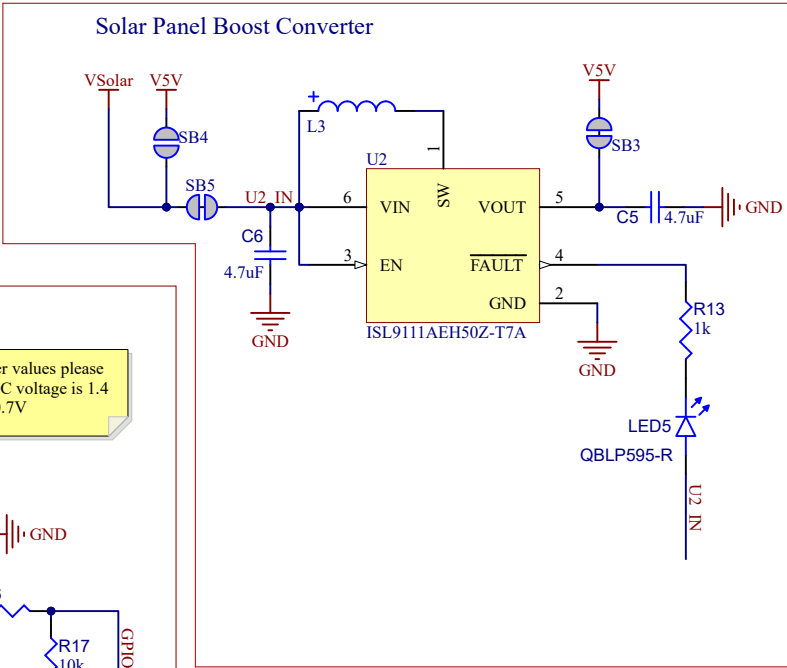 Solar Panel Boost Converter
VSolar
V5V
V5V
+
L3
1
SB4
SB3
U2
SB5
U2_IN
6
VIN
SW
VOUT
5
C5
4.7uF
GND
C6
4.7uF
3
EN
FAULT
4
GND
2
GND
ISL9111AEH50Z-T7A
R13
1k
GND
er values please
C voltage is 1.4
.7V
LED5
QBLP595-R
U2_IN
GND
R17
10k
GPIO